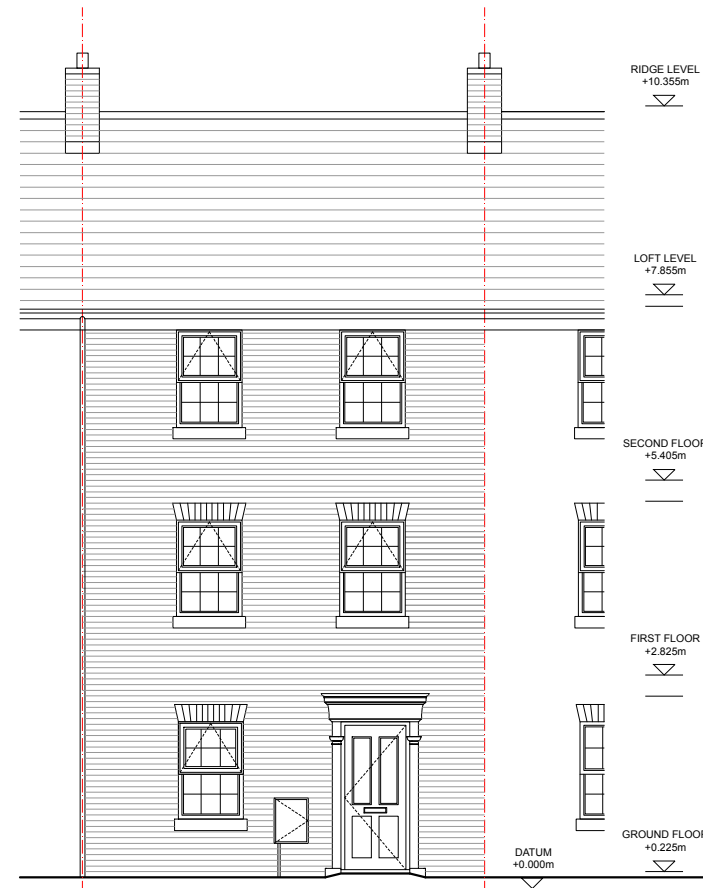 RIDGE LEVEL
+10.355m
LOFT LEVEL
+7.855m
SECOND FLOOR
+5.405m
FIRST FLOOR
+2.825m
GROUND FLOOR
+0.225m
DATUM
+0.000m